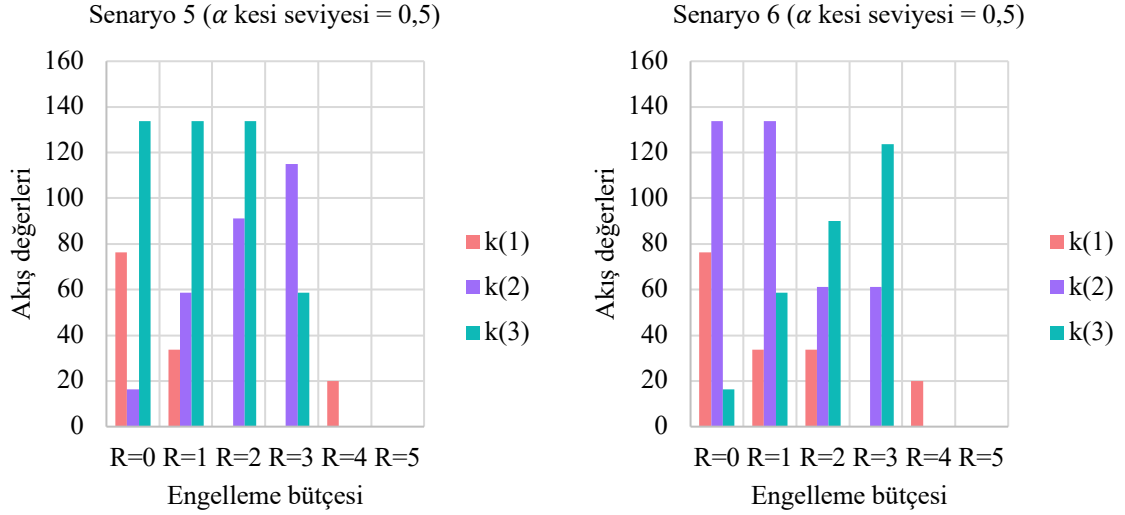 Senaryo 5 (𝛼 kesi seviyesi = 0,5)
160
140
120
100
80
60
40
20
0
Akış değerleri
R=0 R=1 R=2 R=3 R=4 R=5
Engelleme bütçesi
k(1)
k(2)
k(3)
Senaryo 6 (𝛼 kesi seviyesi = 0,5)
160
140
120
100
80
60
40
20
0
Akış değerleri
R=0 R=1 R=2 R=3 R=4 R=5
Engelleme bütçesi
k(1)
k(2)
k(3)